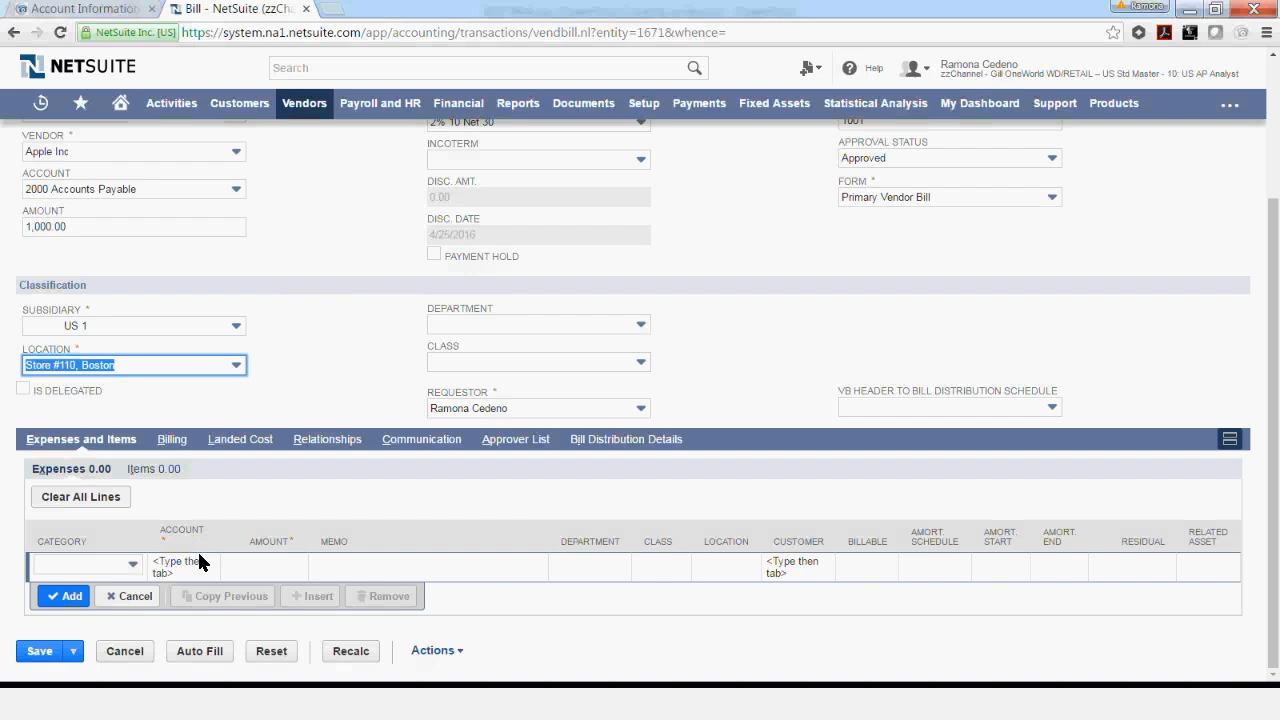 Account Information
Bill - NetSuite (zzCh
Ramona
NetSuite Inc. [US]
https://system.na1.netsuite.com/app/accounting/transactions/vendbill.nl?entity=1671&whence=
NETSUITE
Search
Help
Ramona Cedeno
zzChannel - Gill OneWorld WD/RETAIL – US Std Master - 10: US AP Analyst
Activities Customers Vendors Payroll and HR Financial Reports Documents Setup Payments Fixed Assets Statistical Analysis My Dashboard Support Products
2% 10 Net 30
1001
VENDOR *
Apple Inc
INCOTERM
APPROVAL STATUS
Approved
ACCOUNT
2000 Accounts Payable
DISC. AMT.
0.00
FORM *
Primary Vendor Bill
AMOUNT
1,000.00
DISC. DATE
4/25/2016
PAYMENT HOLD
Classification
SUBSIDIARY *
US 1
DEPARTMENT
LOCATION *
Store #110, Boston
CLASS
IS DELEGATED
REQUESTOR *
Ramona Cedeno
VB HEADER TO BILL DISTRIBUTION SCHEDULE
Expenses and Items Billing Landed Cost Relationships Communication Approver List Bill Distribution Details
Expenses 0.00 Items 0.00
Clear All Lines
CATEGORY ACCOUNT * AMOUNT * MEMO DEPARTMENT CLASS LOCATION CUSTOMER BILLABLE AMORT. SCHEDULE AMORT. START AMORT. END RESIDUAL RELATED ASSET
<Type then tab> <Type then tab>
Add Cancel Copy Previous Insert Remove
Save Cancel Auto Fill Reset Recalc Actions